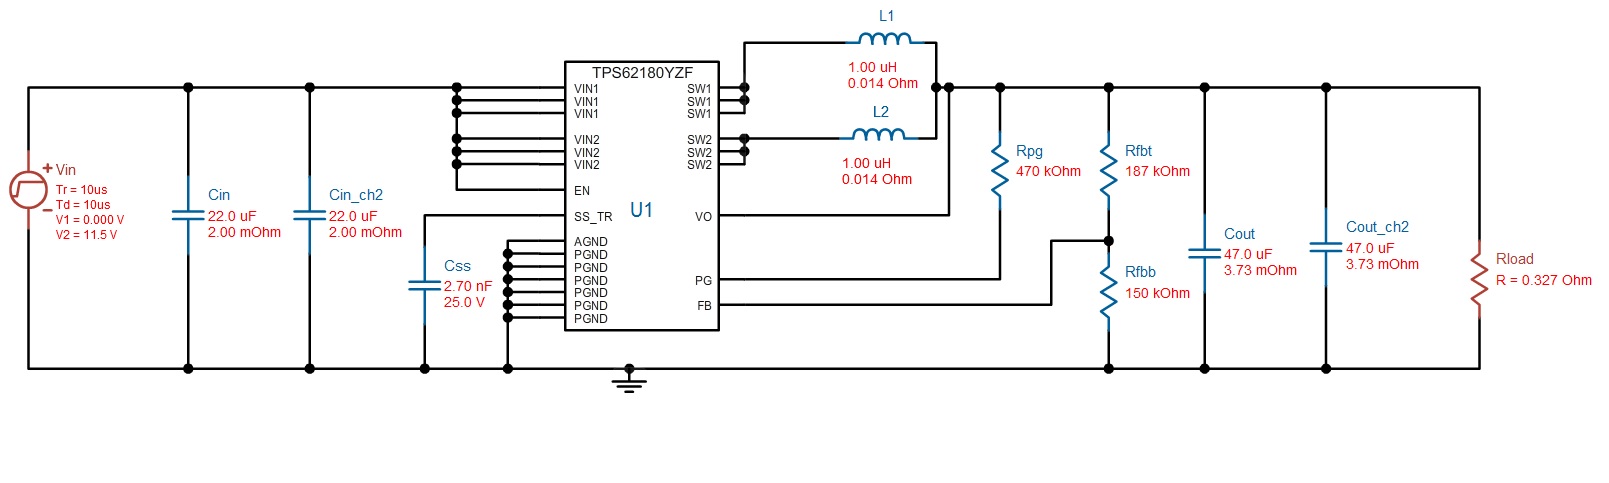 L1
1.00 uH
0.014 Ohm
L2
1.00 uH
0.014 Ohm
TPS62180YZF
VIN1
VIN1
VIN1
VIN2
VIN2
VIN2
EN
SS_TR
AGND
PGND
PGND
PGND
PGND
PGND
PGND
U1
SW1
SW1
SW1
SW2
SW2
SW2
VO
PG
FB
+ Vin
Tr = 10us
Td = 10us
V1 = 0.000 V
V2 = 11.5 V
Cin
22.0 uF
2.00 mOhm
Cin_ch2
22.0 uF
2.00 mOhm
Css
2.70 nF
25.0 V
Rpg
470 kOhm
Rfbt
187 kOhm
Rfbb
150 kOhm
Cout
47.0 uF
3.73 mOhm
Cout_ch2
47.0 uF
3.73 mOhm
Rload
R = 0.327 Ohm